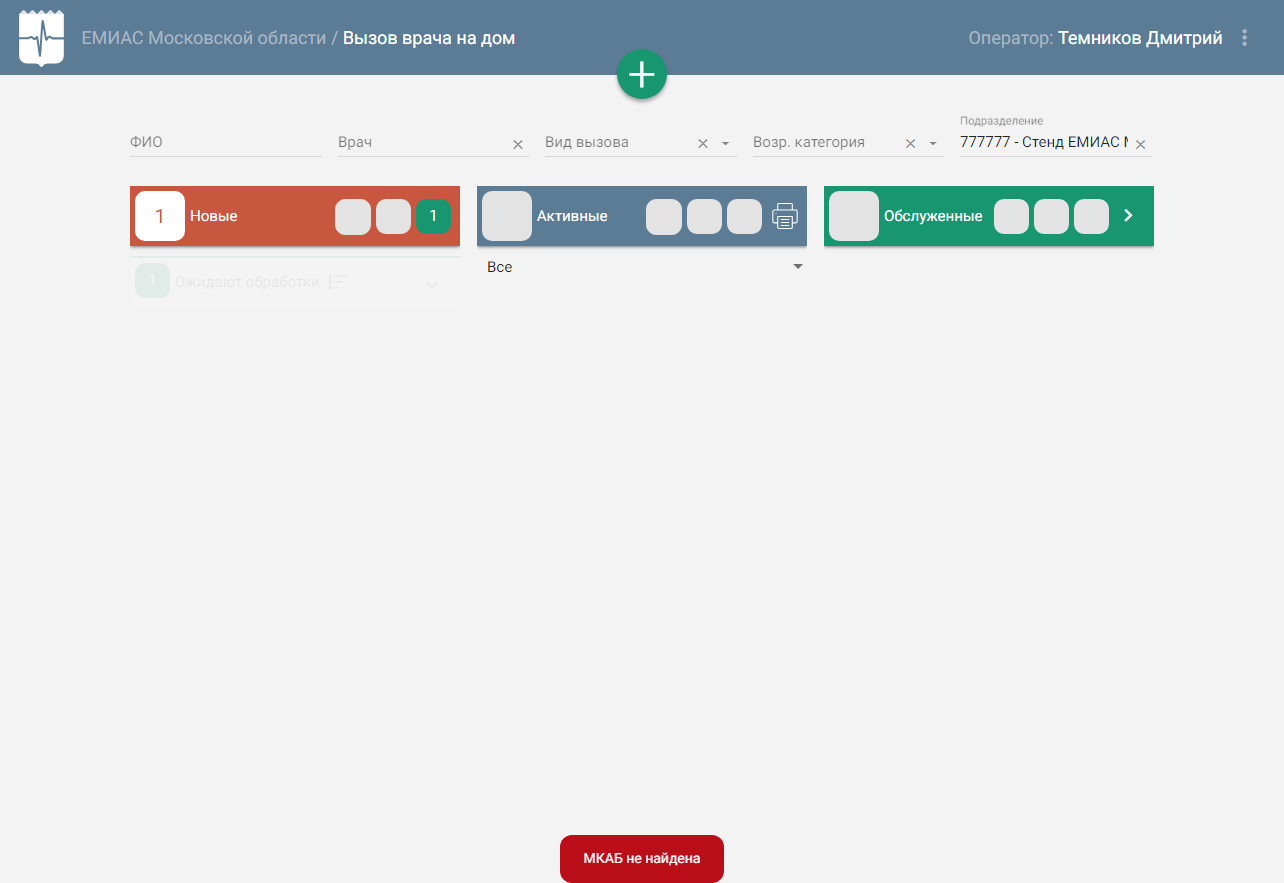 ЕМИАС Московской области / Вызов врача на дом
Оператор: Темников Дмитрий
ФИО
Врач
Вид вызова
Возр. категория
Подразделение
777777 - Стенд ЕМИАС
1 Новые 1
Активные
Обслуженные
1 Ожидают обработки
Все
МКАБ не найдена